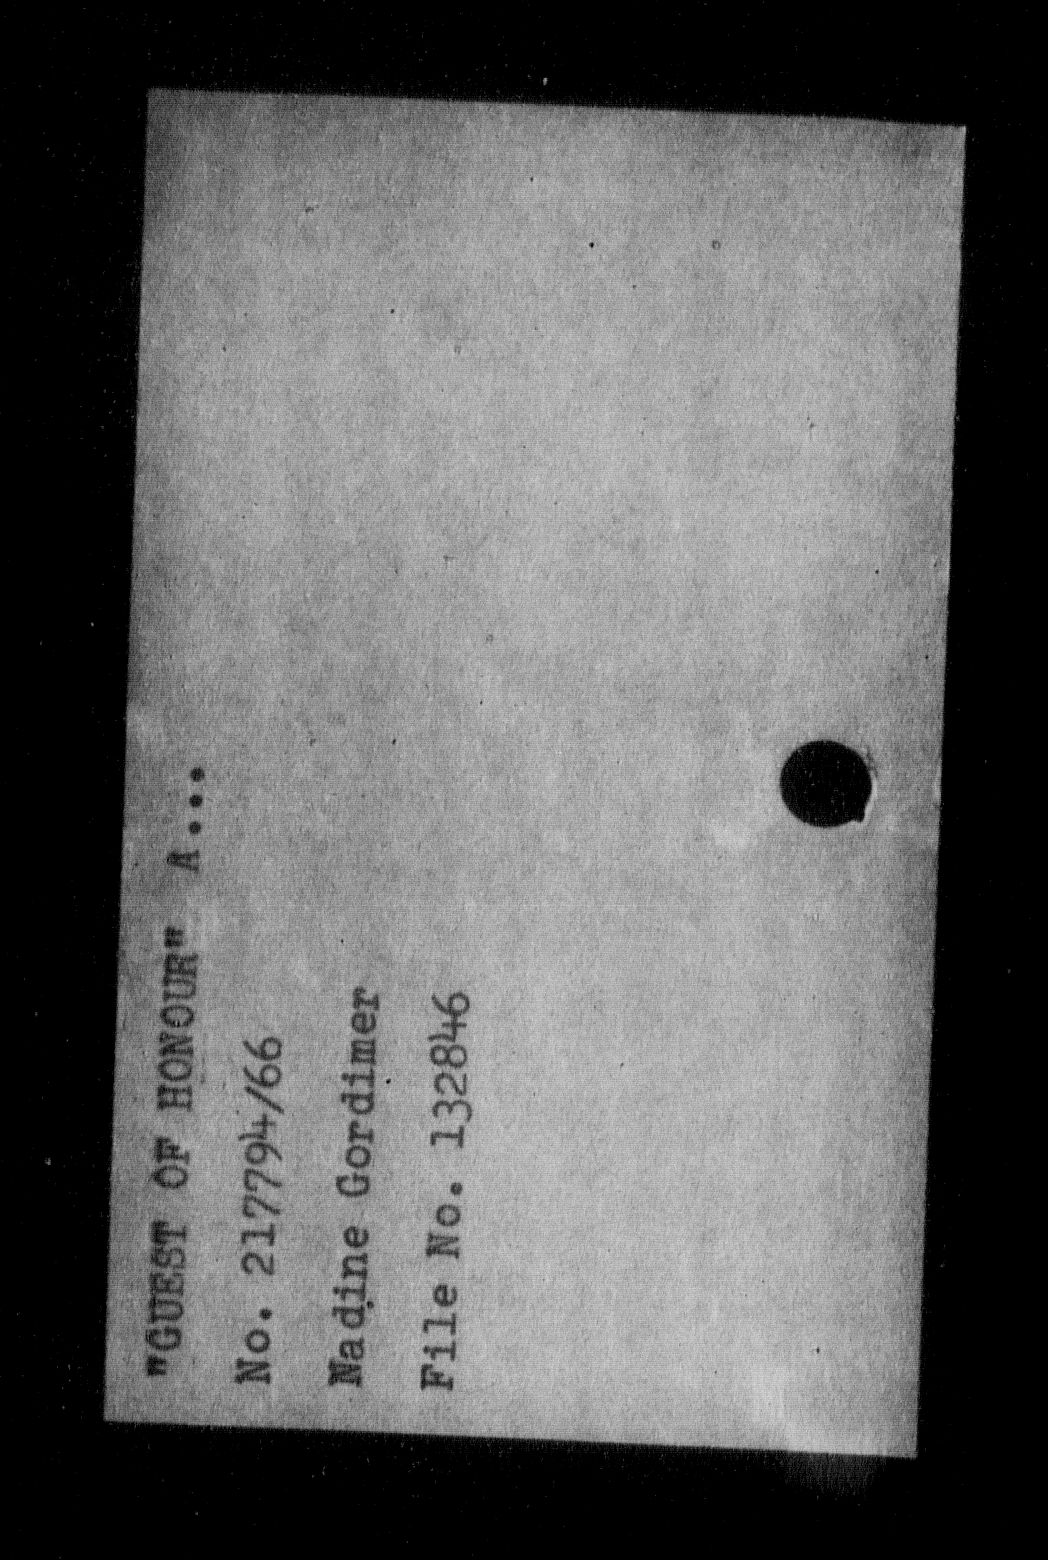 "GUEST OF HONOUR" A....
No. 217794/66
Nadine Gordimer
File No. 132846